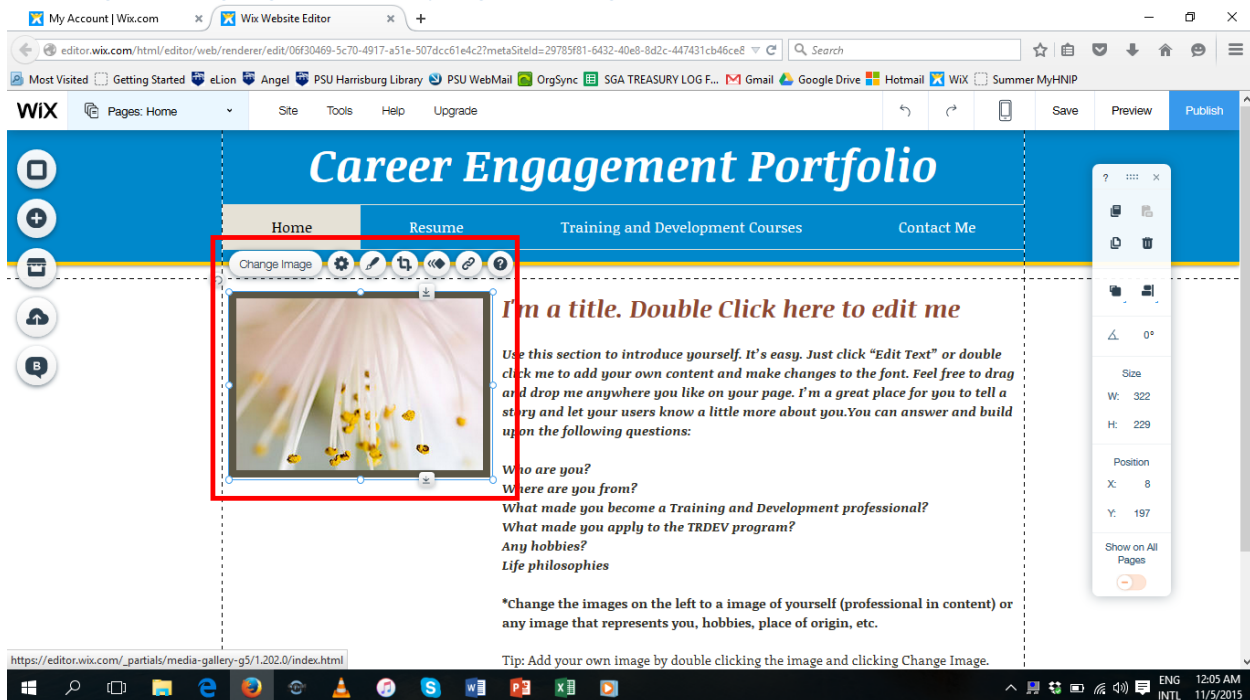 My Account | Wix.com × Wix Website Editor × +
editor.wix.com/html/editor/web/renderer/edit/06f30469-5c70-4917-a51e-507dcc61e4c2?metaSiteId=29785f81-6432-40e8-8d2c-447431cb46ce8 Search
Most Visited Getting Started eLion Angel PSU Harrisburg Library PSU WebMail OrgSync SGA TREASURY LOG F... Gmail Google Drive Hotmail WiX Summer MyHNIP
WiX Pages: Home Site Tools Help Upgrade Save Preview Publish
Career Engagement Portfolio
Home Resume Training and Development Courses Contact Me
Change Image
I'm a title. Double Click here to edit me
Use this section to introduce yourself. It's easy. Just click “Edit Text” or double
click me to add your own content and make changes to the font. Feel free to drag
and drop me anywhere you like on your page. I'm a great place for you to tell a
story and let your users know a little more about you.You can answer and build
upon the following questions:
Who are you?
Where are you from?
What made you become a Training and Development professional?
What made you apply to the TRDEV program?
Any hobbies?
Life philosophies
*Change the images on the left to a image of yourself (professional in content) or
any image that represents you, hobbies, place of origin, etc.
Tip: Add your own image by double clicking the image and clicking Change Image.
? ×
0°
Size
W: 322
H: 229
Position
X: 8
Y: 197
Show on All
Pages
https://editor.wix.com/_partials/media-gallery-g5/1.202.0/index.html
ENG 12:05 AM
INTL 11/5/2015